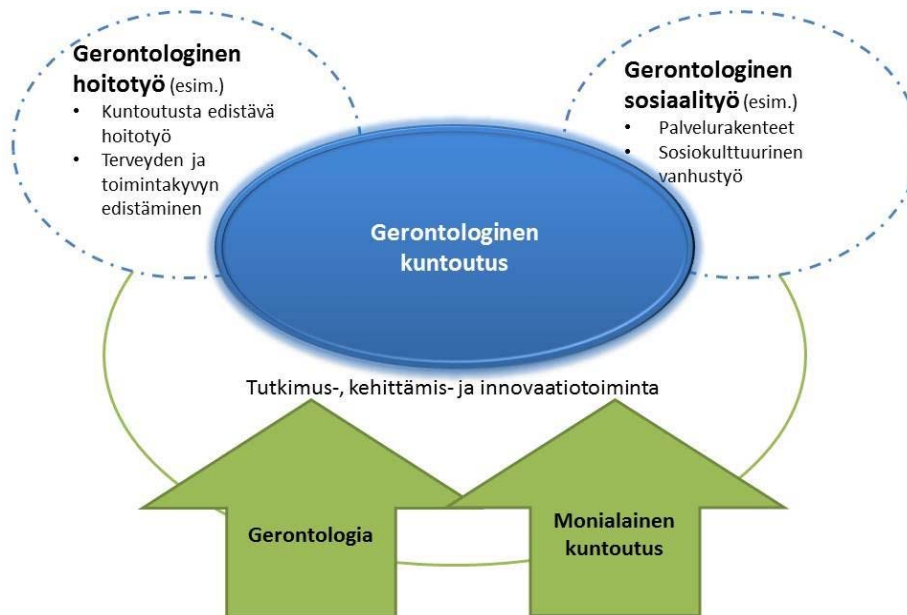 Gerontologinen
hoitotyö (esim.)
• Kuntoutusta edistävä
hoitotyö
• Terveyden ja
toimintakyvyn
edistäminen
Gerontologinen
sosiaalityö (esim.)
• Palvelurakenteet
• Sosiokulttuurinen
vanhustyö
Gerontologinen
kuntoutus
Tutkimus-, kehittämis- ja innovaatiotoiminta
Gerontologia
Monialainen
kuntoutus